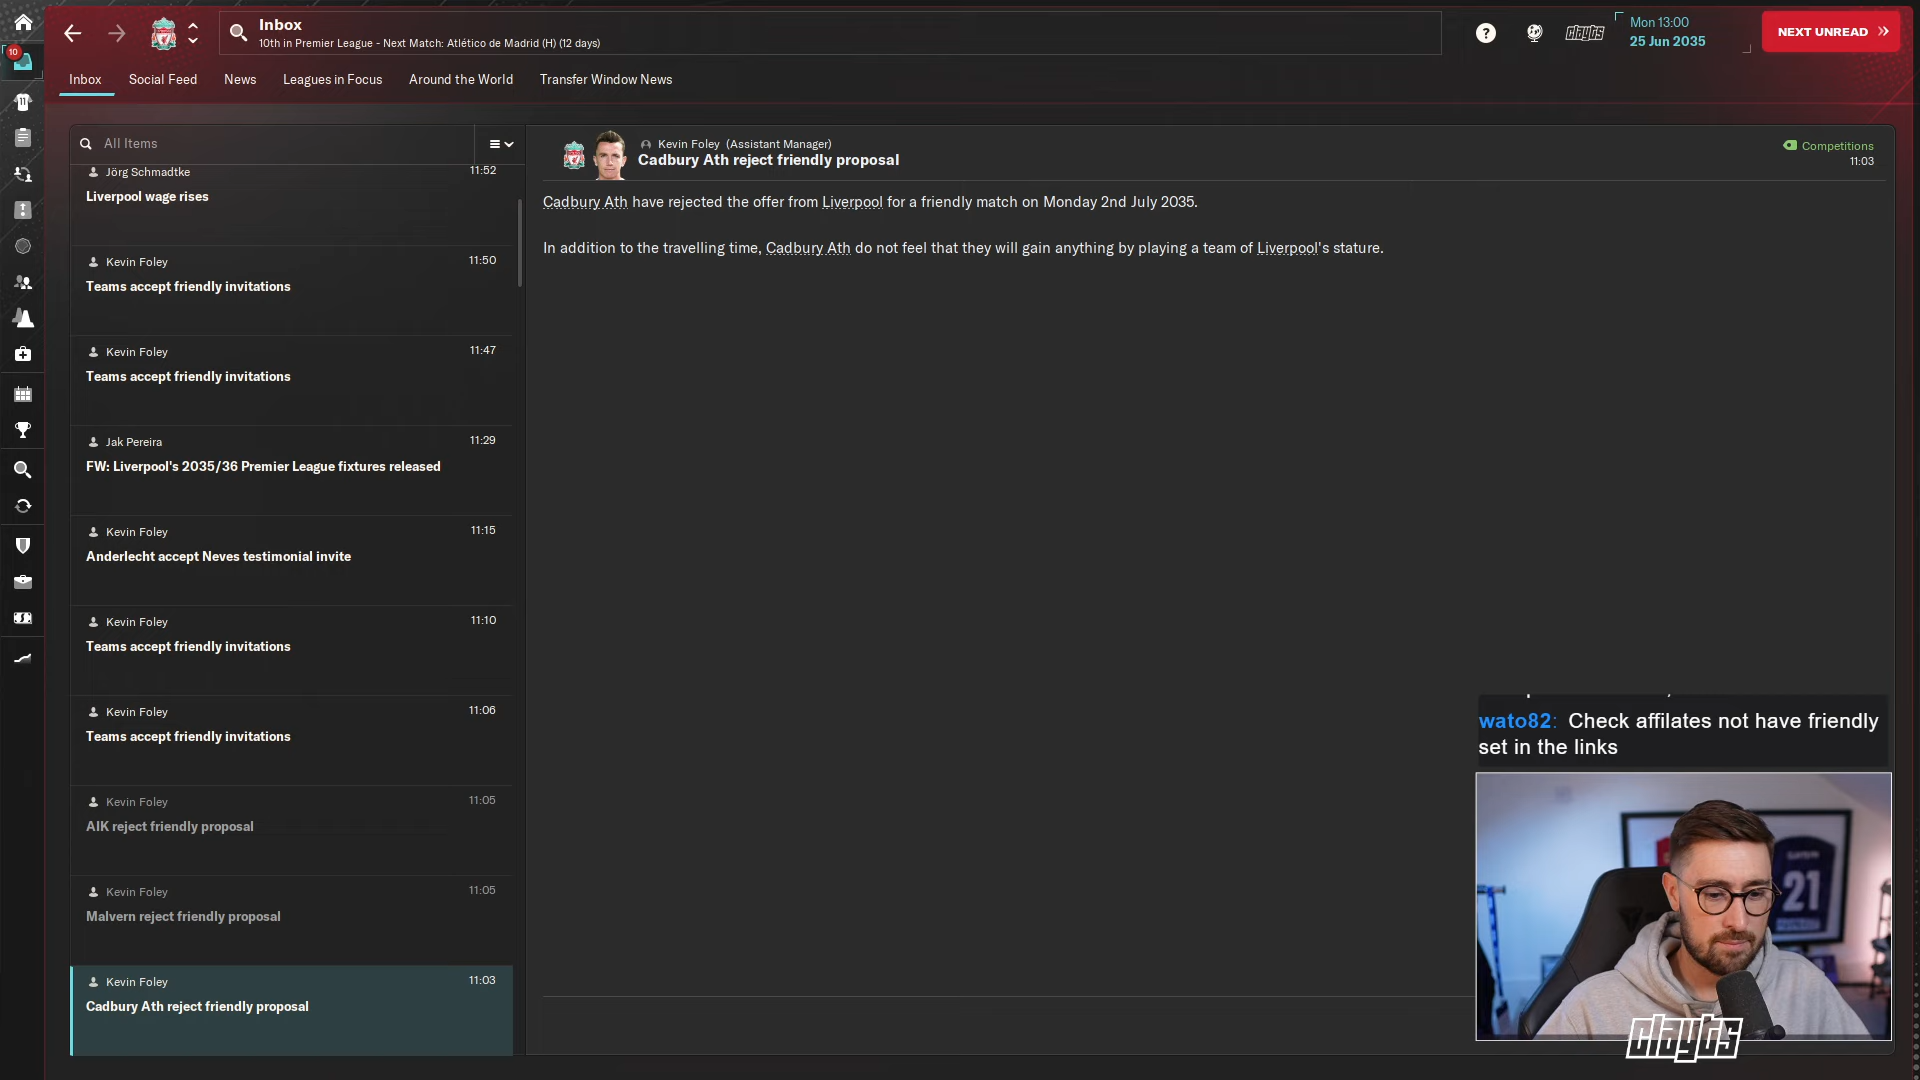 Inbox
10th in Premier League - Next Match: Atlético de Madrid (H) (12 days)
?
clayts
Mon 13:00
25 Jun 2035
NEXT UNREAD
10
11
Inbox
Social Feed
News
Leagues in Focus
Around the World
Transfer Window News
All Items
Jörg Schmadtke
11:52
Liverpool wage rises
Kevin Foley
11:50
Teams accept friendly invitations
Kevin Foley
11:47
Teams accept friendly invitations
Jak Pereira
11:29
FW: Liverpool's 2035/36 Premier League fixtures released
Kevin Foley
11:15
Anderlecht accept Neves testimonial invite
Kevin Foley
11:10
Teams accept friendly invitations
Kevin Foley
11:06
Teams accept friendly invitations
Kevin Foley
11:05
AIK reject friendly proposal
Kevin Foley
11:05
Malvern reject friendly proposal
Kevin Foley
11:03
Cadbury Ath reject friendly proposal
Kevin Foley (Assistant Manager)
Cadbury Ath reject friendly proposal
Competitions
11:03
Cadbury Ath have rejected the offer from Liverpool for a friendly match on Monday 2nd July 2035.
In addition to the travelling time, Cadbury Ath do not feel that they will gain anything by playing a team of Liverpool's stature.
wato82: Check affilates not have friendly
set in the links
21
clayts